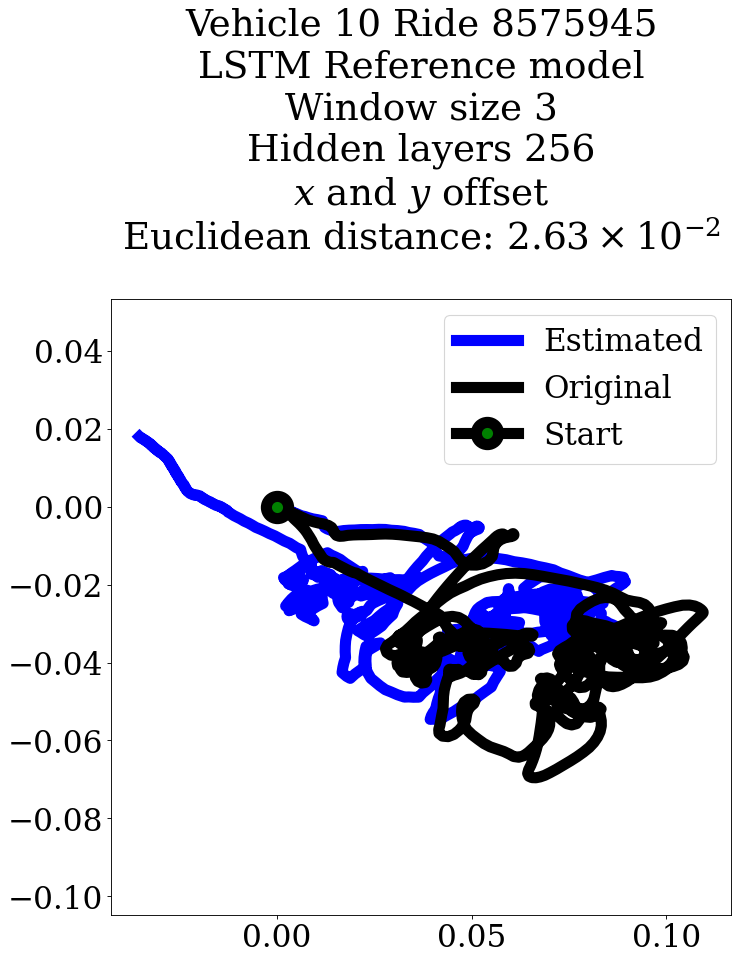 Vehicle 10 Ride 8575945
LSTM Reference model
Window size 3
Hidden layers 256
x and y offset
Euclidean distance: 2.63 × 10⁻²
Estimated
Original
Start
0.04
0.02
0.00
−0.02
−0.04
−0.06
−0.08
−0.10
0.00 0.05 0.10